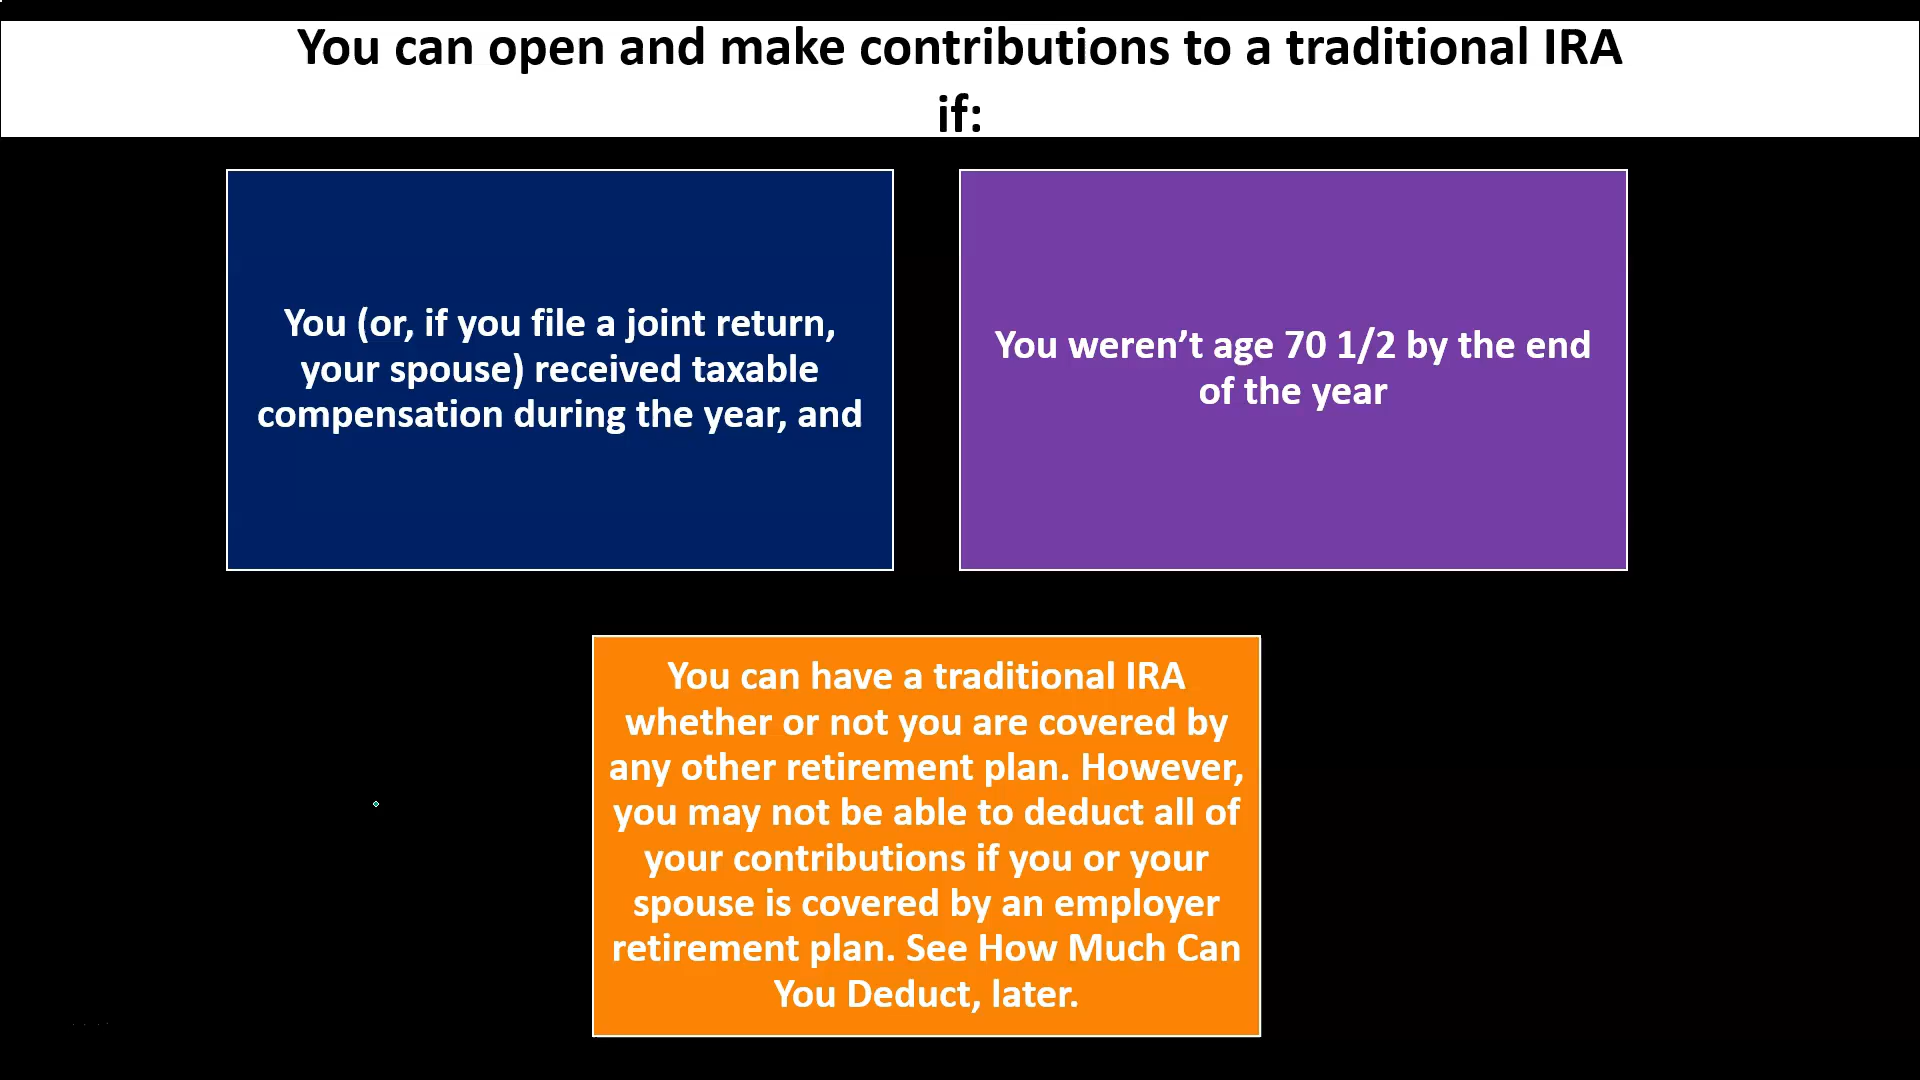 You can open and make contributions to a traditional IRA
if:
You (or, if you file a joint return,
your spouse) received taxable
compensation during the year, and
You weren’t age 70 1/2 by the end
of the year
You can have a traditional IRA
whether or not you are covered by
any other retirement plan. However,
you may not be able to deduct all of
your contributions if you or your
spouse is covered by an employer
retirement plan. See How Much Can
You Deduct, later.